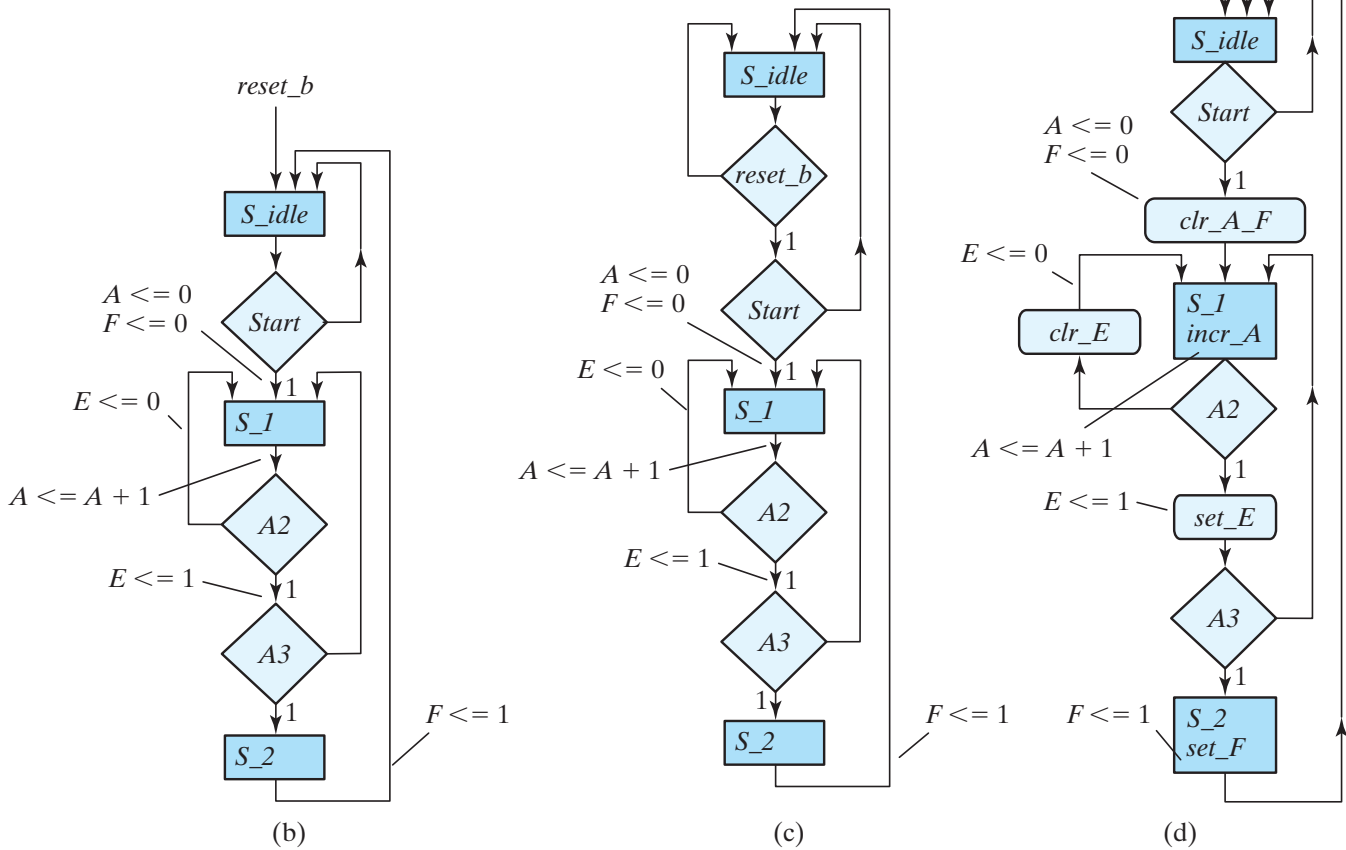 reset_b
S_idle
Start
A <= 0
F <= 0
1
E <= 0
S_1
A <= A + 1
A2
E <= 1
1
A3
1
F <= 1
S_2
(b)
S_idle
reset_b
1
A <= 0
F <= 0
Start
1
E <= 0
S_1
A <= A + 1
A2
E <= 1
1
A3
1
F <= 1
S_2
(c)
S_idle
Start
A <= 0
F <= 0
1
clr_A_F
E <= 0
S_1
incr_A
clr_E
A2
A <= A + 1
1
E <= 1
set_E
A3
1
F <= 1
S_2
set_F
(d)